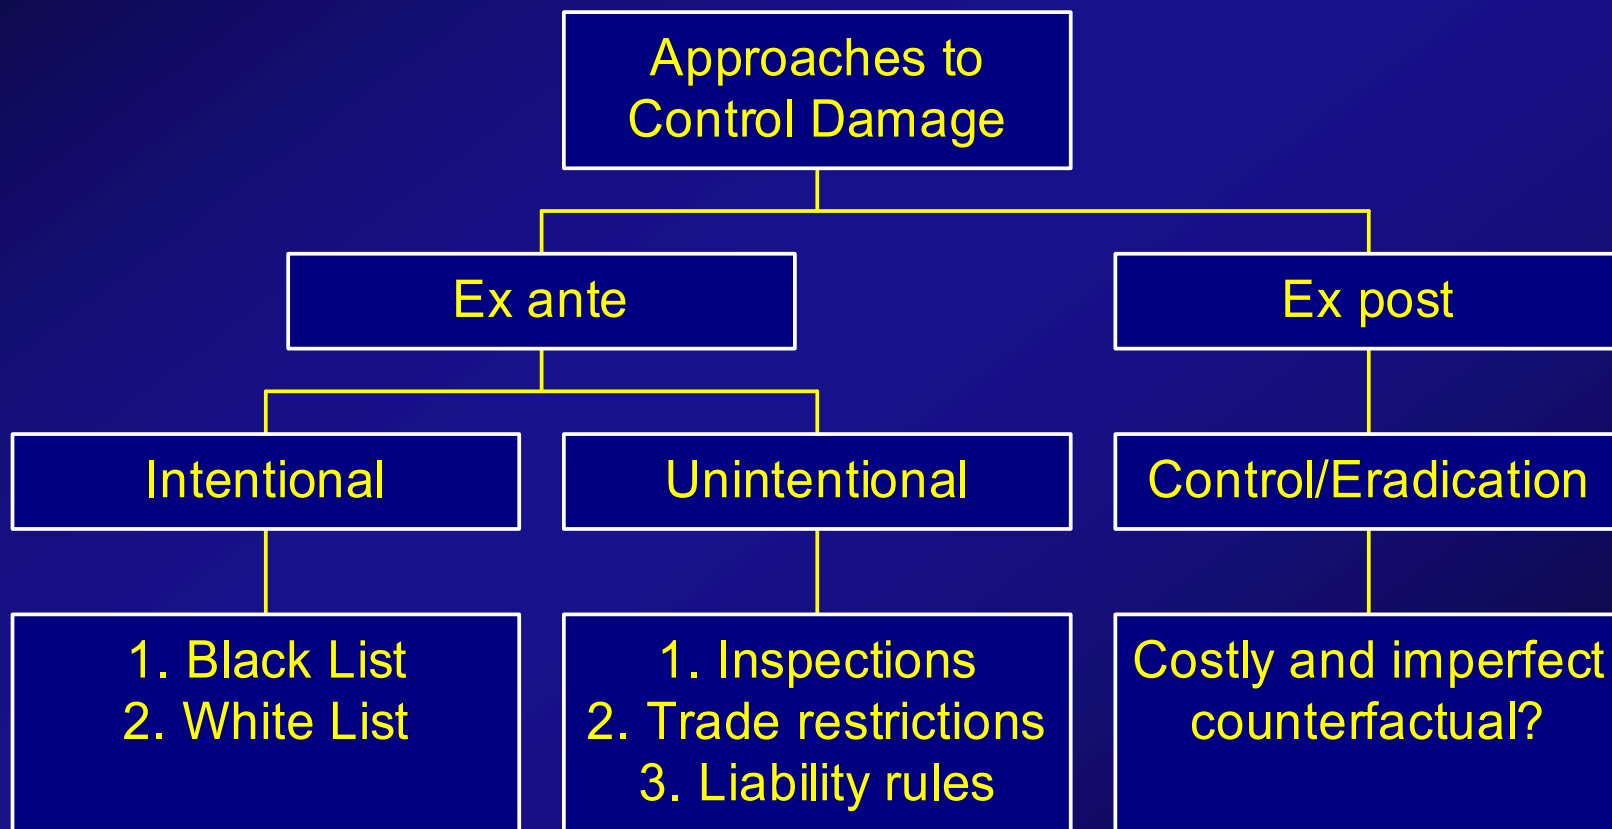 Approaches to
Control Damage
Ex ante
Ex post
Intentional
Unintentional
Control/Eradication
1. Black List
2. White List
1. Inspections
2. Trade restrictions
3. Liability rules
Costly and imperfect
counterfactual?